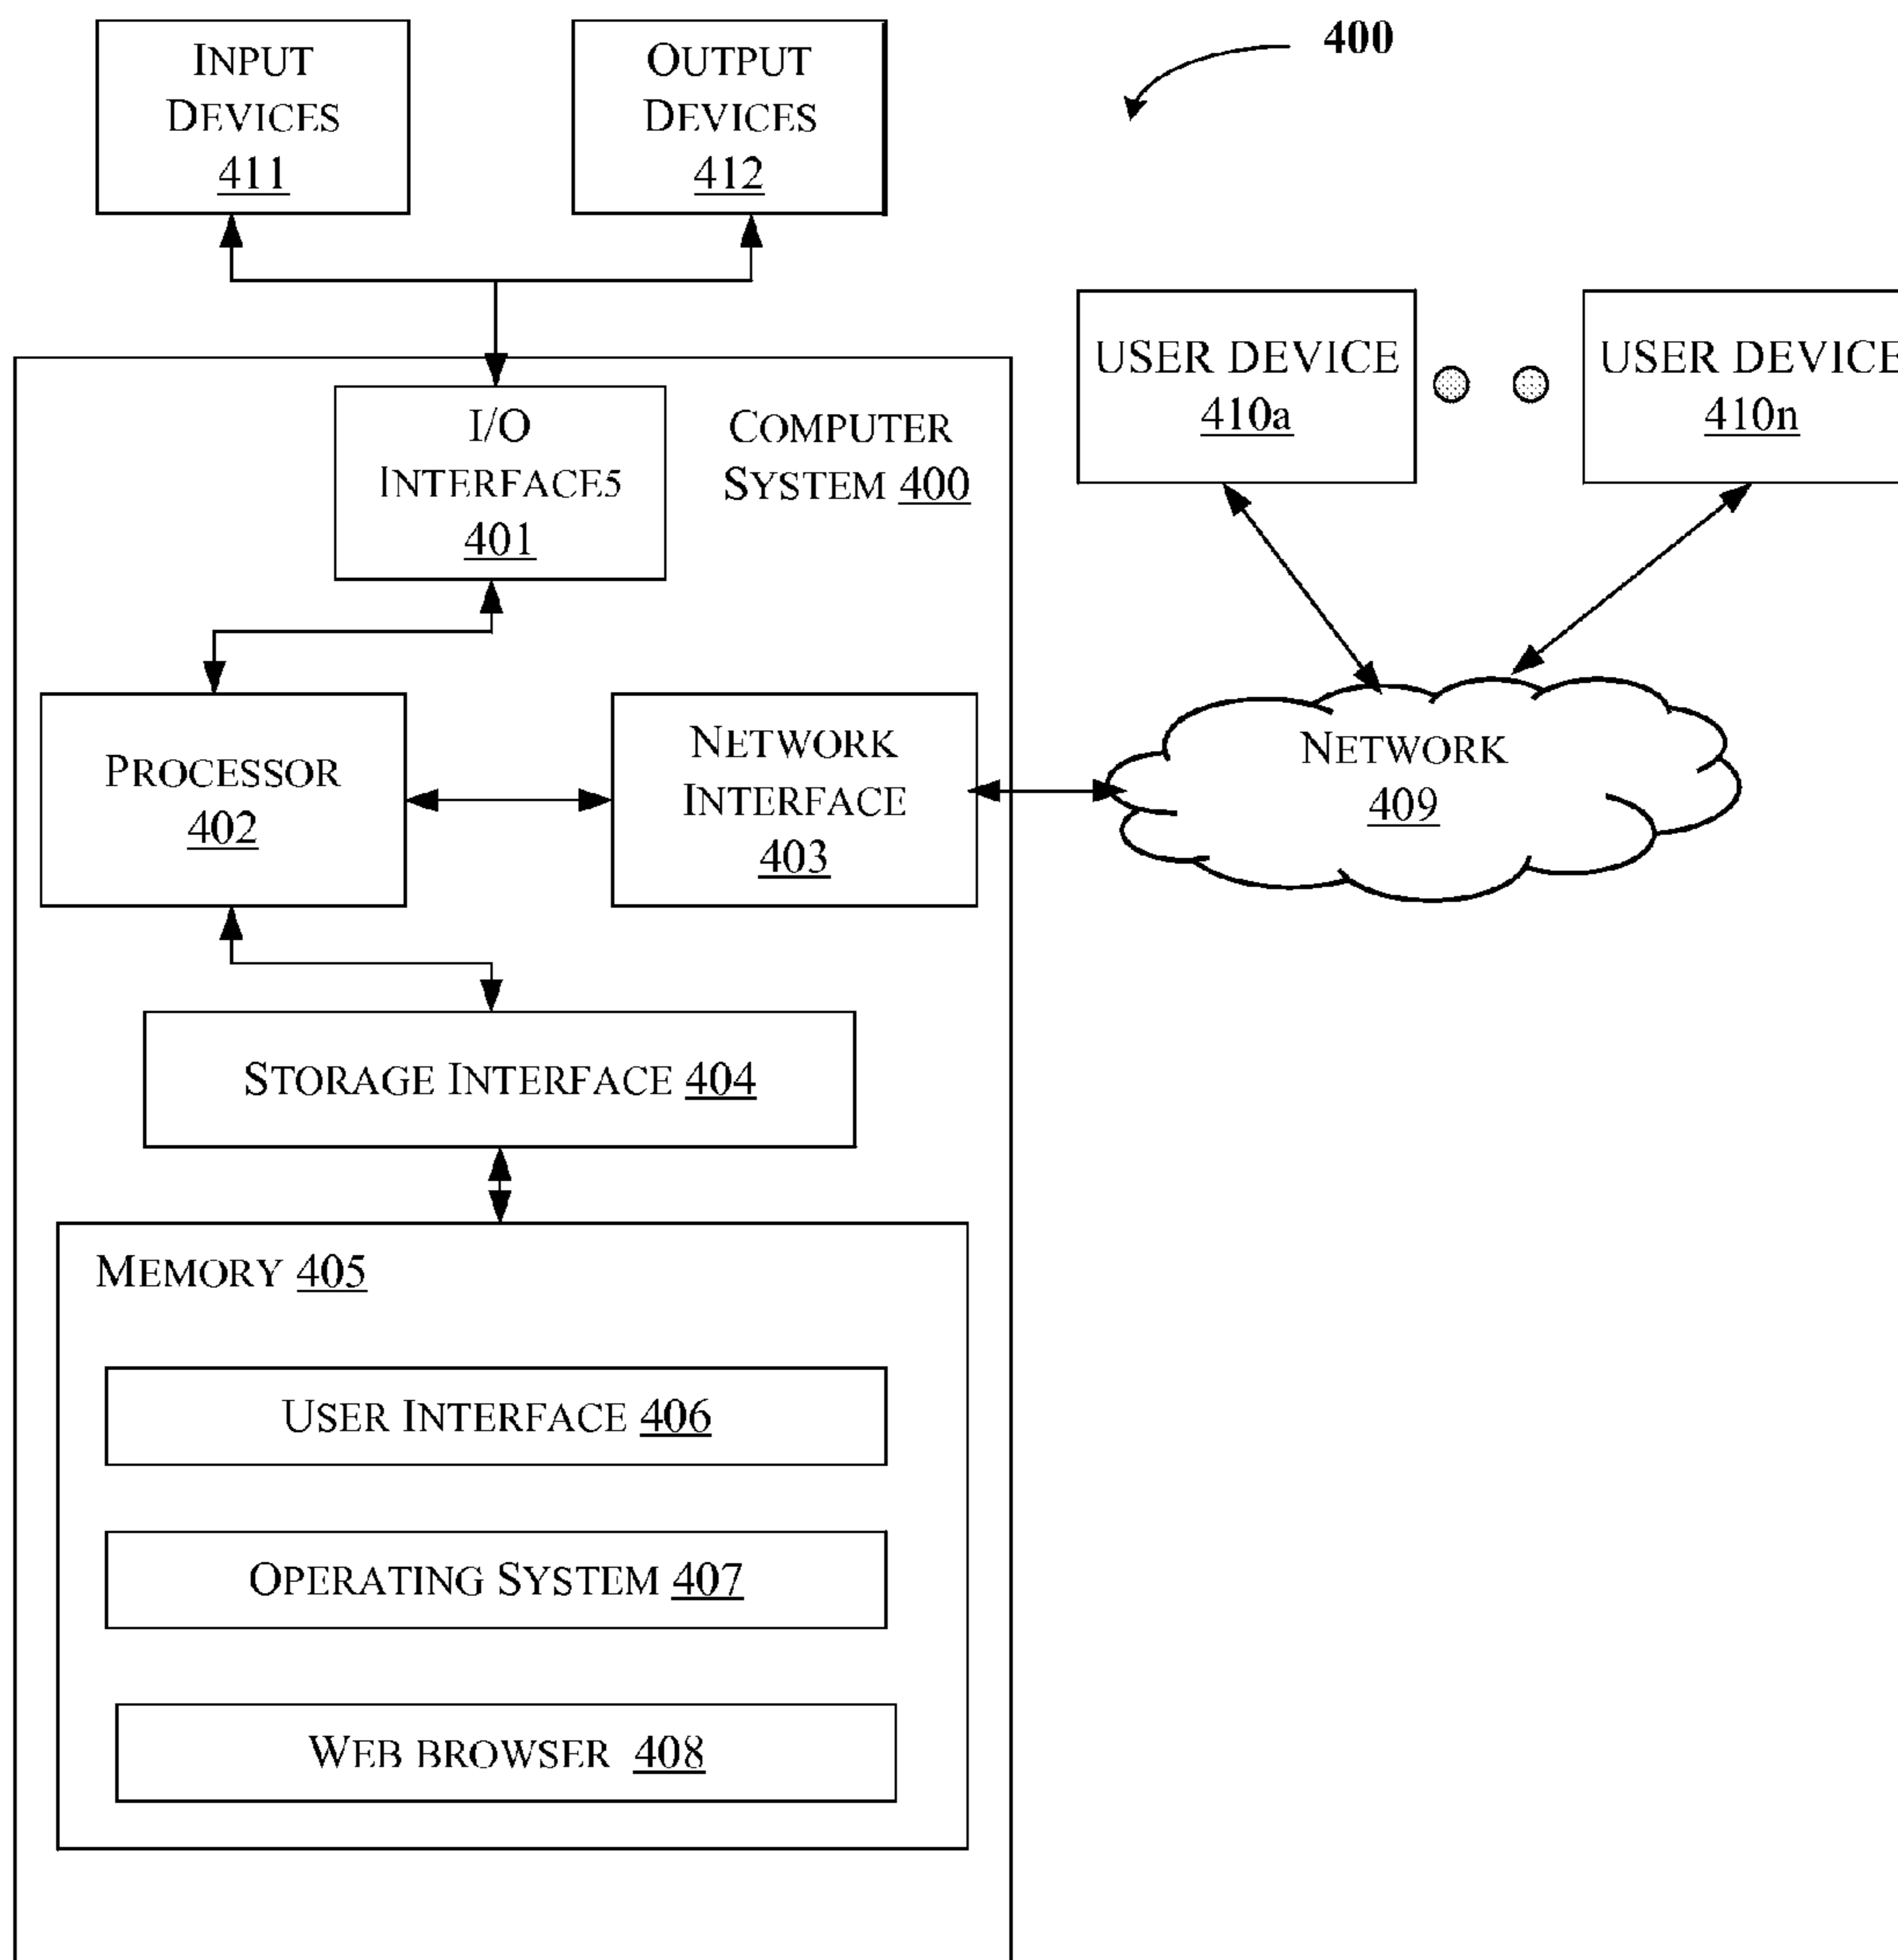 INPUT
DEVICES
411
OUTPUT
DEVICES
412
400
I/O
INTERFACE5
401
COMPUTER
SYSTEM 400
USER DEVICE
410a
USER DEVICE
410n
PROCESSOR
402
NETWORK
INTERFACE
403
NETWORK
409
STORAGE INTERFACE 404
MEMORY 405
USER INTERFACE 406
OPERATING SYSTEM 407
WEB BROWSER 408